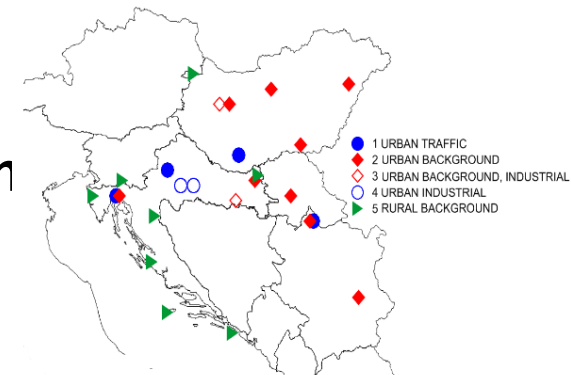 1 URBAN TRAFFIC
2 URBAN BACKGROUND
3 URBAN BACKGROUND, INDUSTRIAL
4 URBAN INDUSTRIAL
5 RURAL BACKGROUND